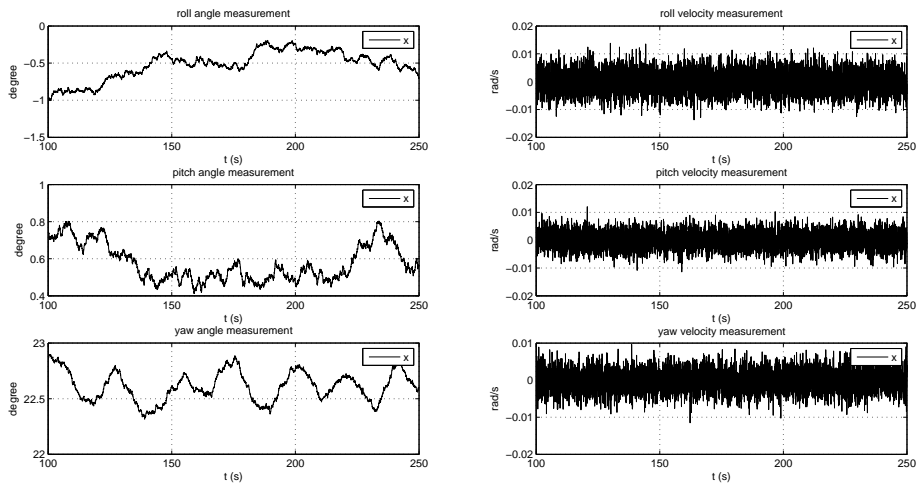 roll angle measurement
0
−0.5
−1
−1.5
degree
x
100
150
200
250
t (s)
roll velocity measurement
0.02
0.01
0
−0.01
−0.02
rad/s
x
100
150
200
250
t (s)
pitch angle measurement
1
0.8
0.6
0.4
degree
x
100
150
200
250
t (s)
pitch velocity measurement
0.02
0.01
0
−0.01
−0.02
rad/s
x
100
150
200
250
t (s)
yaw angle measurement
23
22.5
22
degree
x
100
150
200
250
t (s)
yaw velocity measurement
0.01
0
−0.01
−0.02
rad/s
x
100
150
200
250
t (s)